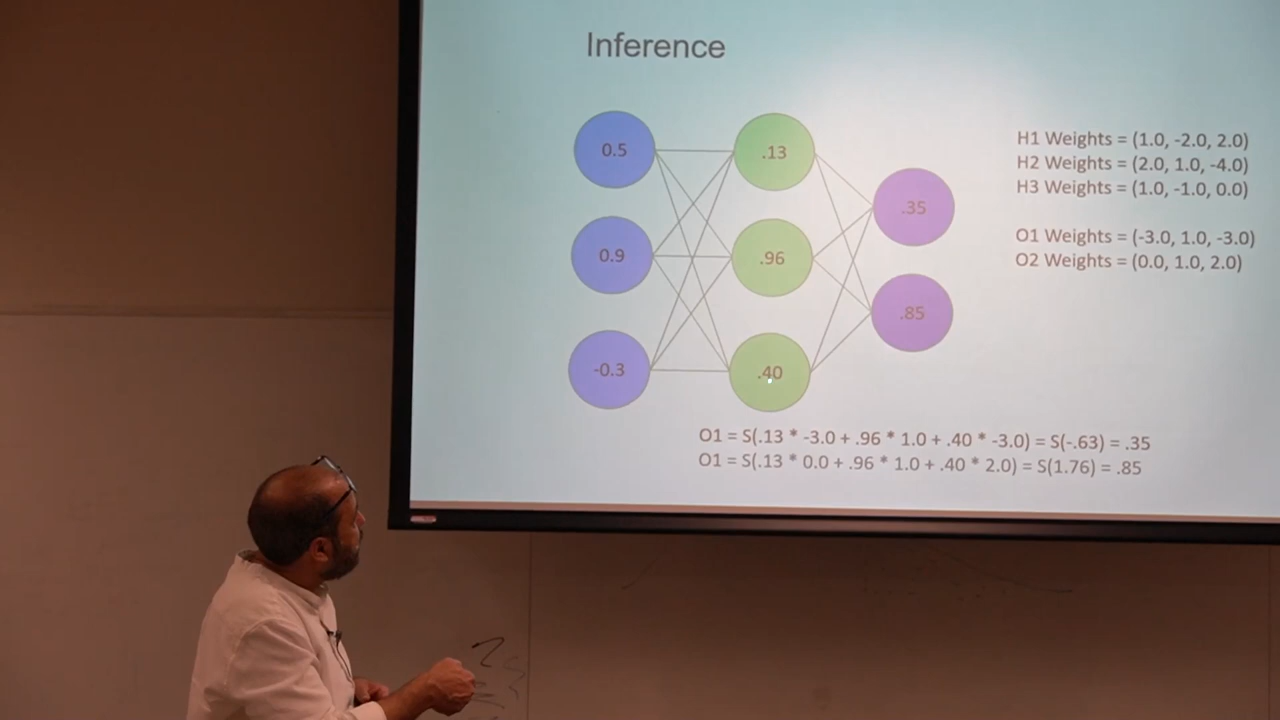 Inference
0.5
.13
.35
0.9
.96
.85
-0.3
.40
H1 Weights = (1.0, -2.0, 2.0)
H2 Weights = (2.0, 1.0, -4.0)
H3 Weights = (1.0, -1.0, 0.0)
O1 Weights = (-3.0, 1.0, -3.0)
O2 Weights = (0.0, 1.0, 2.0)
O1 = S(.13 * -3.0 + .96 * 1.0 + .40 * -3.0) = S(-.63) = .35
O1 = S(.13 * 0.0 + .96 * 1.0 + .40 * 2.0) = S(1.76) = .85